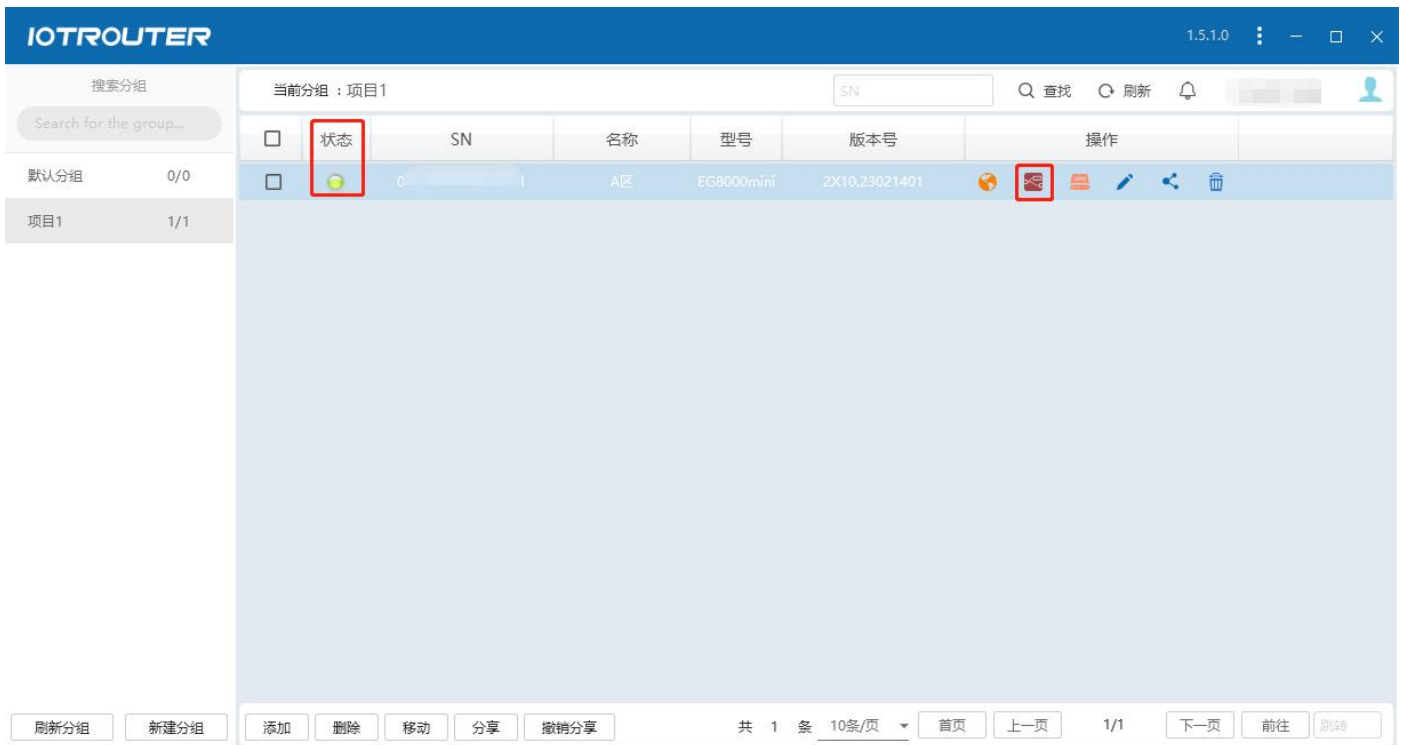 IOTROUTER
1.5.1.0
搜索分组
Search for the group...
默认分组 0/0
项目1 1/1
刷新分组 新建分组
当前分组：项目1 SN 查找 刷新
状态 SN 名称 型号 版本号 操作
0 1 A区 EG8000mini 2X10.23021401
添加 删除 移动 分享 撤销分享 共 1 条 10条/页 首页 上一页 1/1 下一页 前往 跳转